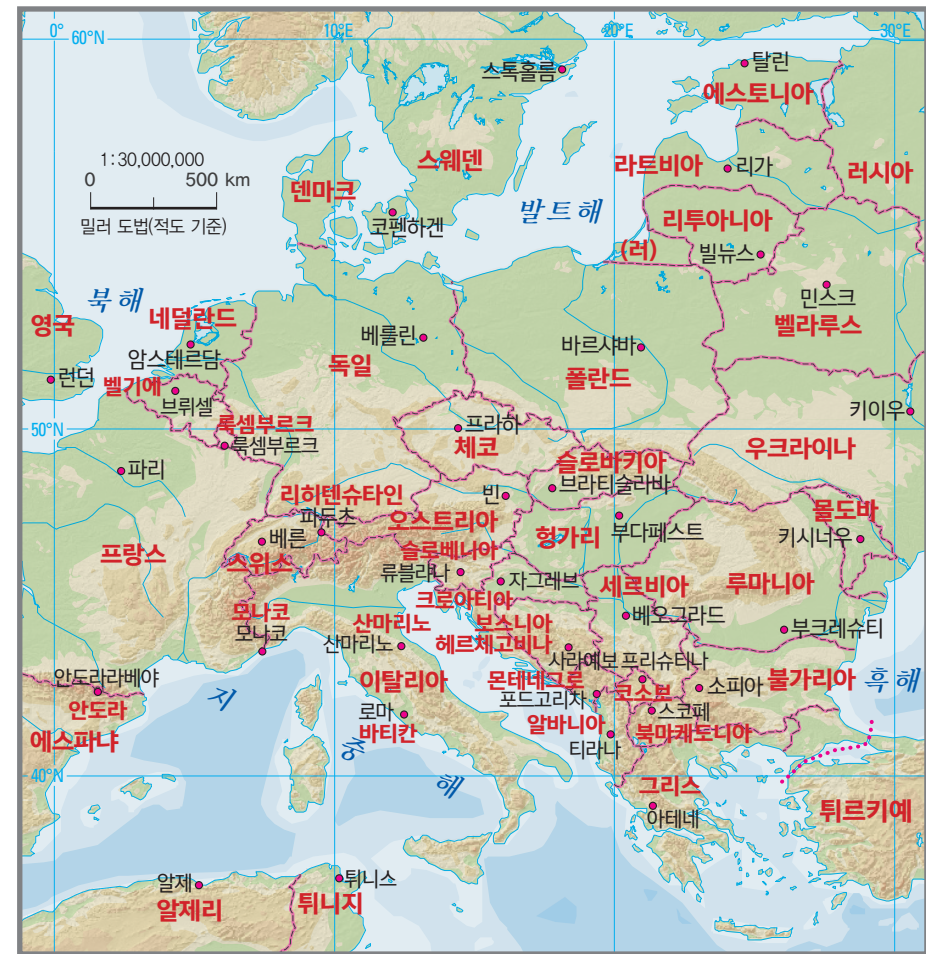 0° 60°N 10°E 20°E 30°E
스톡홀름
탈린
에스토니아
1:30,000,000
0 500 km
밀러 도법(적도 기준)
스웨덴
덴마크
코펜하겐
라트비아
리가
러시아
발트해
리투아니아
(러)
빌뉴스
북해
민스크
벨라루스
영국
네덜란드
암스테르담
베를린
독일
바르샤바
폴란드
런던
벨기에
브뤼셀
키이우
룩셈부르크
룩셈부르크
50°N
프라하
체코
우크라이나
파리
슬로바키아
브라티슬라바
리히텐슈타인
파두츠
빈
오스트리아
헝가리
부다페스트
몰도바
키시너우
베른
스위스
프랑스
슬로베니아
류블랴나
자그레브
크로아티아
세르비아
베오그라드
루마니아
모나코
모나코
산마리노
산마리노
보스니아
헤르체고비나
사라예보
프리슈티나
부쿠레슈티
안도라라베야
안도라
에스파냐
이탈리아
로마
바티칸
몬테네그로
포드고리차
코소보
소피아
불가리아
흑해
스코페
북마케도니아
알바니아
티라나
지중해
40°N
그리스
아테네
튀르키예
알제
알제리
튀니스
튀니지